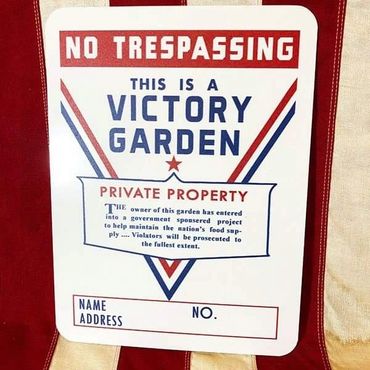 NO TRESPASSING
THIS IS A
VICTORY
GARDEN
PRIVATE PROPERTY
THE owner of this garden has entered
into a government sponsered project
to help maintain the nation's food sup-
ply .... Violators will be prosecuted to
the fullest extent.
NAME NO.
ADDRESS